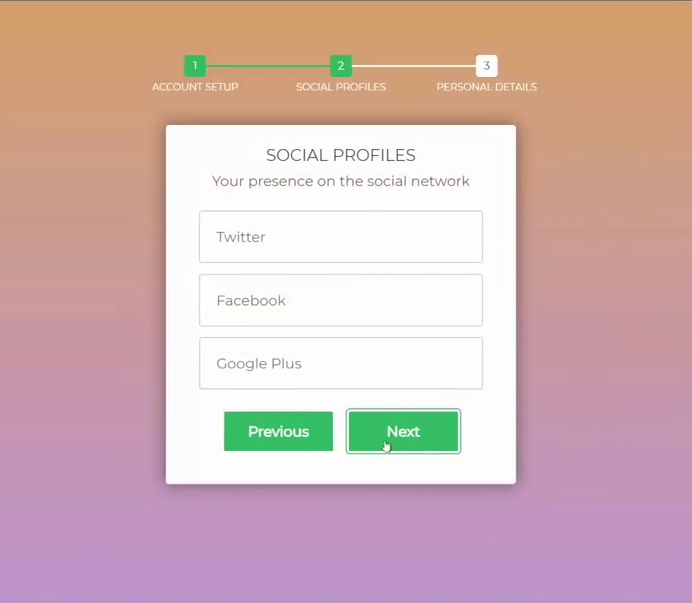 1 2 3
ACCOUNT SETUP SOCIAL PROFILES PERSONAL DETAILS
SOCIAL PROFILES
Your presence on the social network
Twitter
Facebook
Google Plus
Previous Next